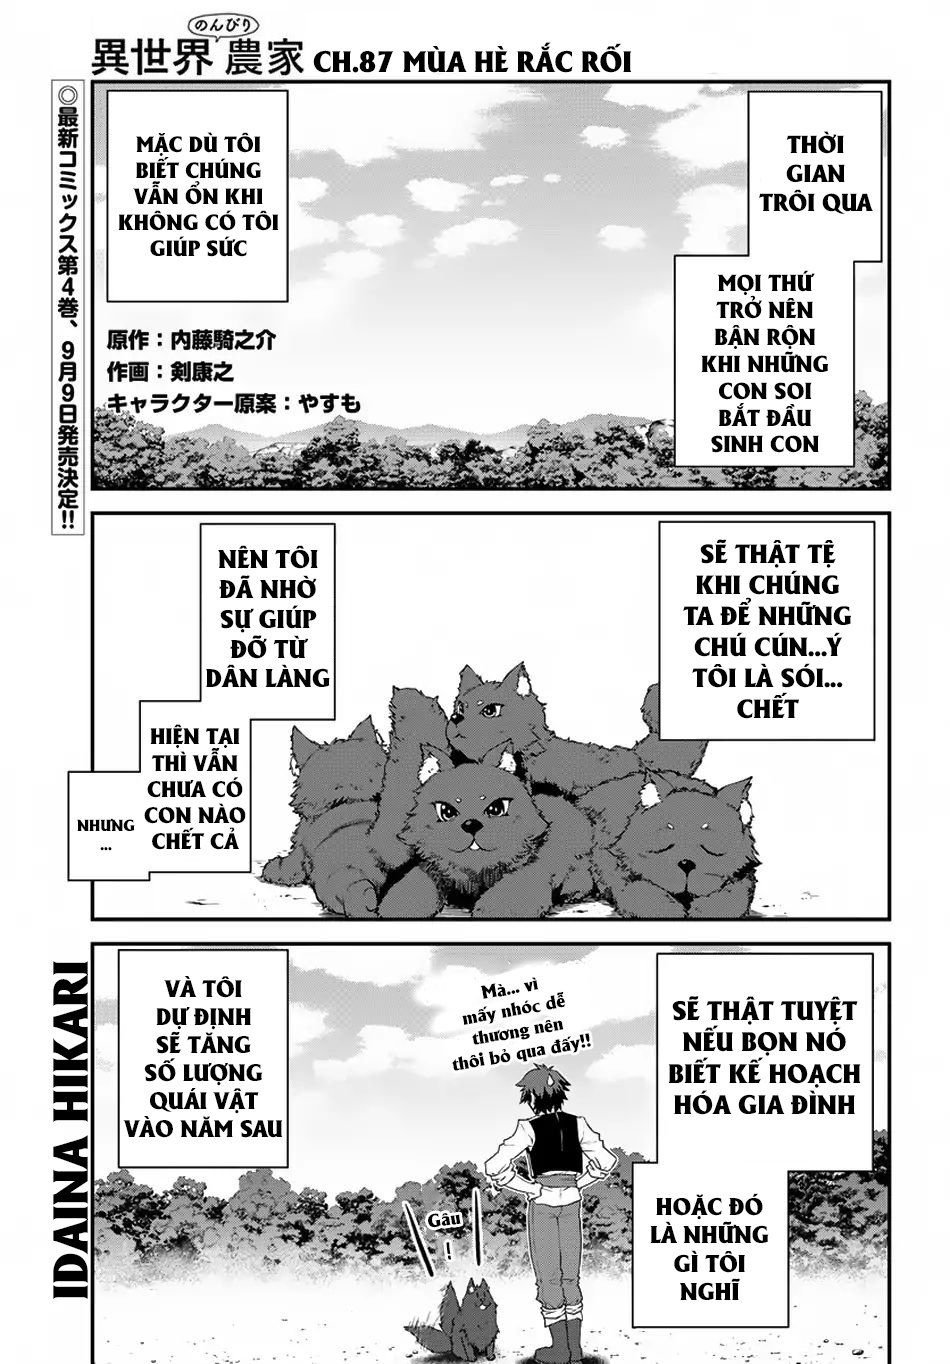 のんびり
異世界農家 CH.87 MÙA HÈ RẮC RỐI
◎最新コミックス第4巻、9月9日発売決定!!
THỜI
GIAN
TRÔI QUA
MỌI THỨ
TRỞ NÊN
BẬN RỘN
KHI NHỮNG
CON SOI
BẮT ĐẦU
SINH CON
MẶC DÙ TÔI
BIẾT CHÚNG
VẪN ỔN KHI
KHÔNG CÓ TÔI
GIÚP SỨC
原作：内藤騎之介
作画：剣康之
キャラクター原案：やすも
SẼ THẬT TỆ
KHI CHÚNG
TA ĐỂ NHỮNG
CHÚ CÚN...Ý
TÔI LÀ SÓI...
CHẾT
NÊN TÔI
ĐÃ NHỜ
SỰ GIÚP
ĐỠ TỪ
DÂN LÀNG
HIỆN TẠI
THÌ VẪN
CHƯA CÓ
CON NÀO
CHẾT CẢ
NHƯNG
...
SẼ THẬT TUYỆT
NẾU BỌN NÓ
BIẾT KẾ HOẠCH
HÓA GIA ĐÌNH
HOẶC ĐÓ
LÀ NHỮNG
GÌ TÔI
NGHĨ
Mà... vì
mấy nhóc dễ
thương nên
thôi bỏ qua đấy!!
Gâu
!
VÀ TÔI
DỰ ĐỊNH
SẼ TĂNG
SỐ LƯỢNG
QUÁI VẬT
VÀO NĂM SAU
IDAINA HIKARI